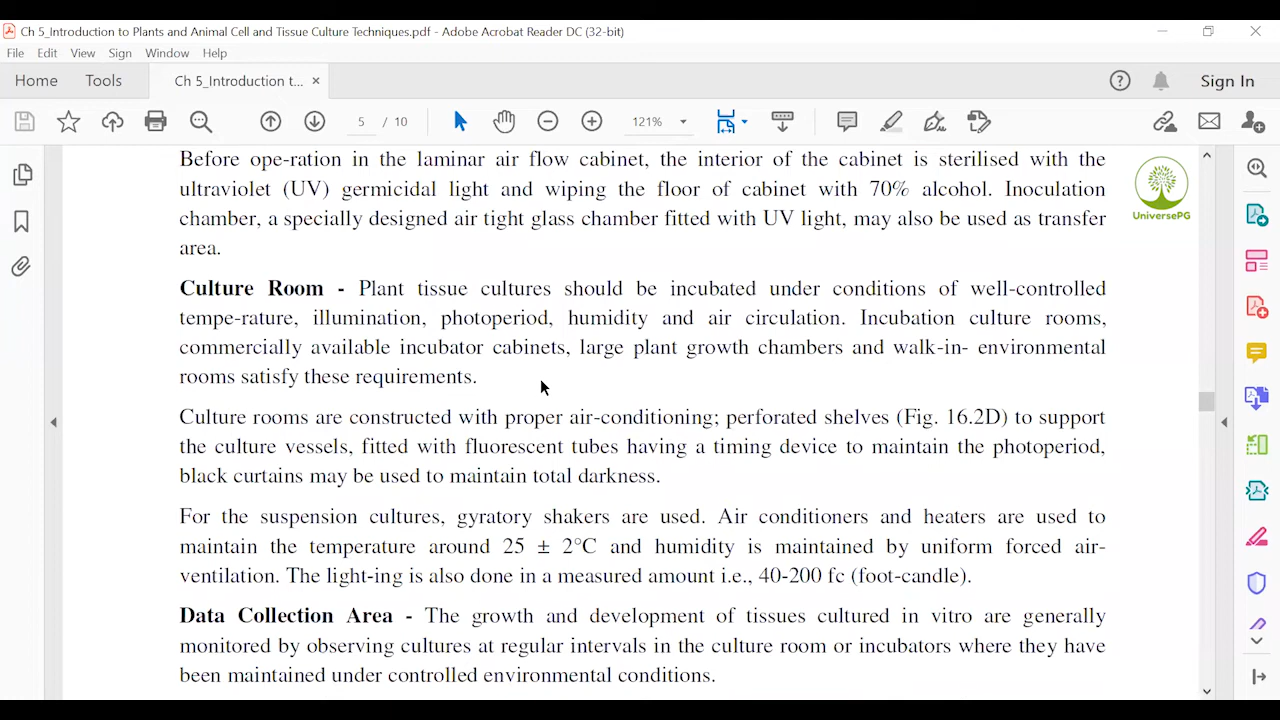 Ch 5_Introduction to Plants and Animal Cell and Tissue Culture Techniques.pdf - Adobe Acrobat Reader DC (32-bit)
File Edit View Sign Window Help
Home Tools Ch 5_Introduction t... × Sign In
5 / 10 121%
Before ope-ration in the laminar air flow cabinet, the interior of the cabinet is sterilised with the
ultraviolet (UV) germicidal light and wiping the floor of cabinet with 70% alcohol. Inoculation
chamber, a specially designed air tight glass chamber fitted with UV light, may also be used as transfer
area.
UniversePG
Culture Room - Plant tissue cultures should be incubated under conditions of well-controlled
tempe-rature, illumination, photoperiod, humidity and air circulation. Incubation culture rooms,
commercially available incubator cabinets, large plant growth chambers and walk-in- environmental
rooms satisfy these requirements.
Culture rooms are constructed with proper air-conditioning; perforated shelves (Fig. 16.2D) to support
the culture vessels, fitted with fluorescent tubes having a timing device to maintain the photoperiod,
black curtains may be used to maintain total darkness.
For the suspension cultures, gyratory shakers are used. Air conditioners and heaters are used to
maintain the temperature around 25 ± 2°C and humidity is maintained by uniform forced air-
ventilation. The light-ing is also done in a measured amount i.e., 40-200 fc (foot-candle).
Data Collection Area - The growth and development of tissues cultured in vitro are generally
monitored by observing cultures at regular intervals in the culture room or incubators where they have
been maintained under controlled environmental conditions.